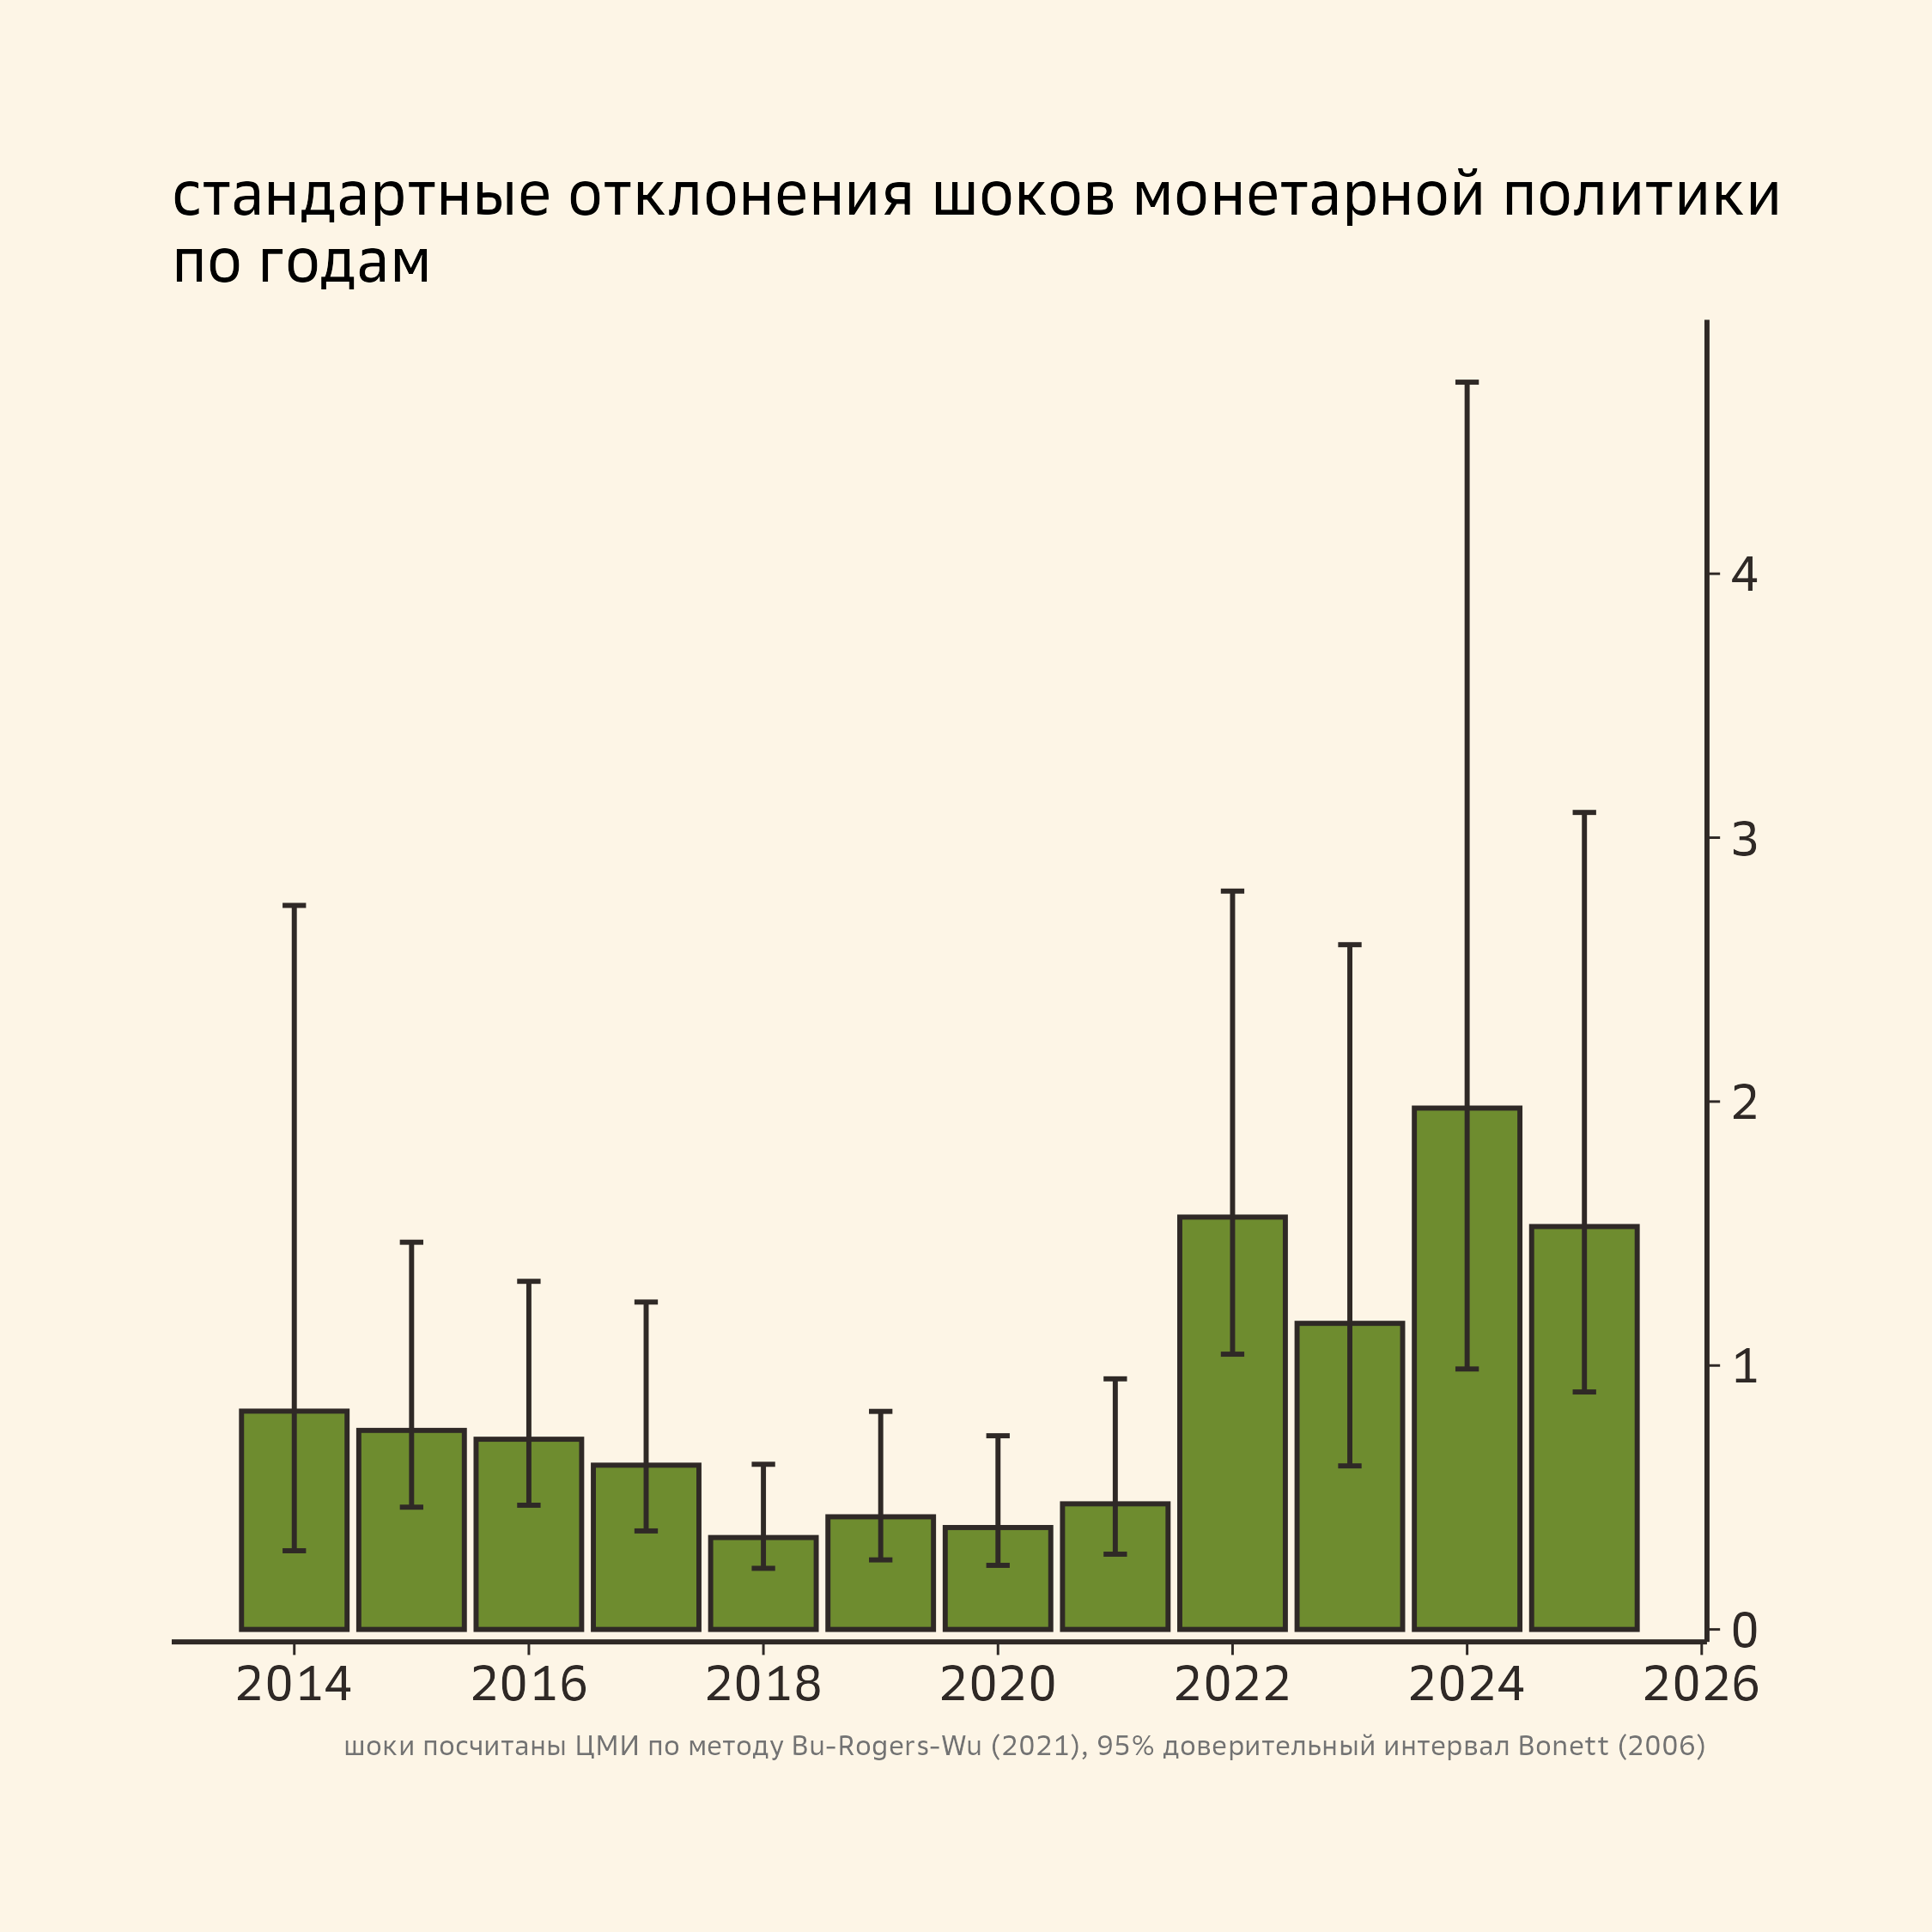 стандартные отклонения шоков монетарной политики
по годам
4
3
2
1
0
2014 2016 2018 2020 2022 2024 2026
шоки посчитаны ЦМИ по методу Bu-Rogers-Wu (2021), 95% доверительный интервал Bonett (2006)